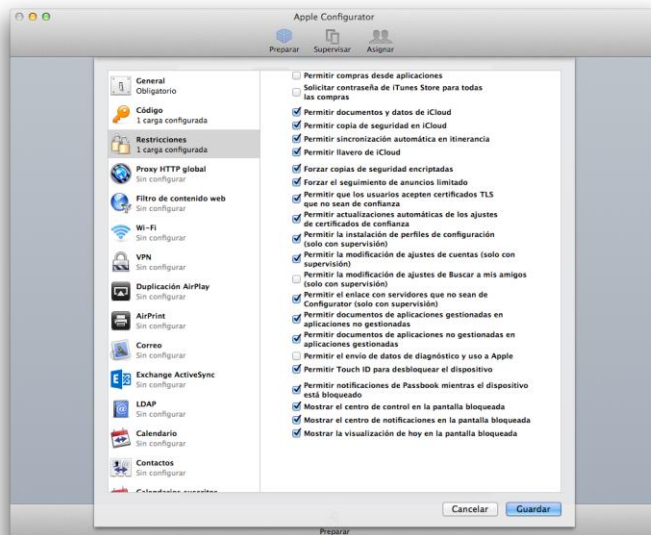 Apple Configurator
Preparar Supervisar Asignar
General
Obligatorio
Código
1 carga configurada
Restricciones
1 carga configurada
Proxy HTTP global
Sin configurar
Filtro de contenido web
Sin configurar
Wi-Fi
Sin configurar
VPN
Sin configurar
Duplicación AirPlay
Sin configurar
AirPrint
Sin configurar
Correo
Sin configurar
Exchange ActiveSync
Sin configurar
LDAP
Sin configurar
Calendario
Sin configurar
Contactos
Sin configurar
Calendarios suscritos
Permitir compras desde aplicaciones
Solicitar contraseña de iTunes Store para todas
las compras
Permitir documentos y datos de iCloud
Permitir copia de seguridad en iCloud
Permitir sincronización automática en itinerancia
Permitir llavero de iCloud
Forzar copias de seguridad encriptadas
Forzar el seguimiento de anuncios limitado
Permitir que los usuarios acepten certificados TLS
que no sean de confianza
Permitir actualizaciones automáticas de los ajustes
de certificados de confianza
Permitir la instalación de perfiles de configuración
(solo con supervisión)
Permitir la modificación de ajustes de cuentas (solo con
supervisión)
Permitir la modificación de ajustes de Buscar a mis amigos
(solo con supervisión)
Permitir el enlace con servidores que no sean de
Configurator (solo con supervisión)
Permitir documentos de aplicaciones gestionadas en
aplicaciones no gestionadas
Permitir documentos de aplicaciones no gestionadas en
aplicaciones gestionadas
Permitir el envío de datos de diagnóstico y uso a Apple
Permitir Touch ID para desbloquear el dispositivo
Permitir notificaciones de Passbook mientras el dispositivo
está bloqueado
Mostrar el centro de control en la pantalla bloqueada
Mostrar el centro de notificaciones en la pantalla bloqueada
Mostrar la visualización de hoy en la pantalla bloqueada
Cancelar Guardar
Preparar